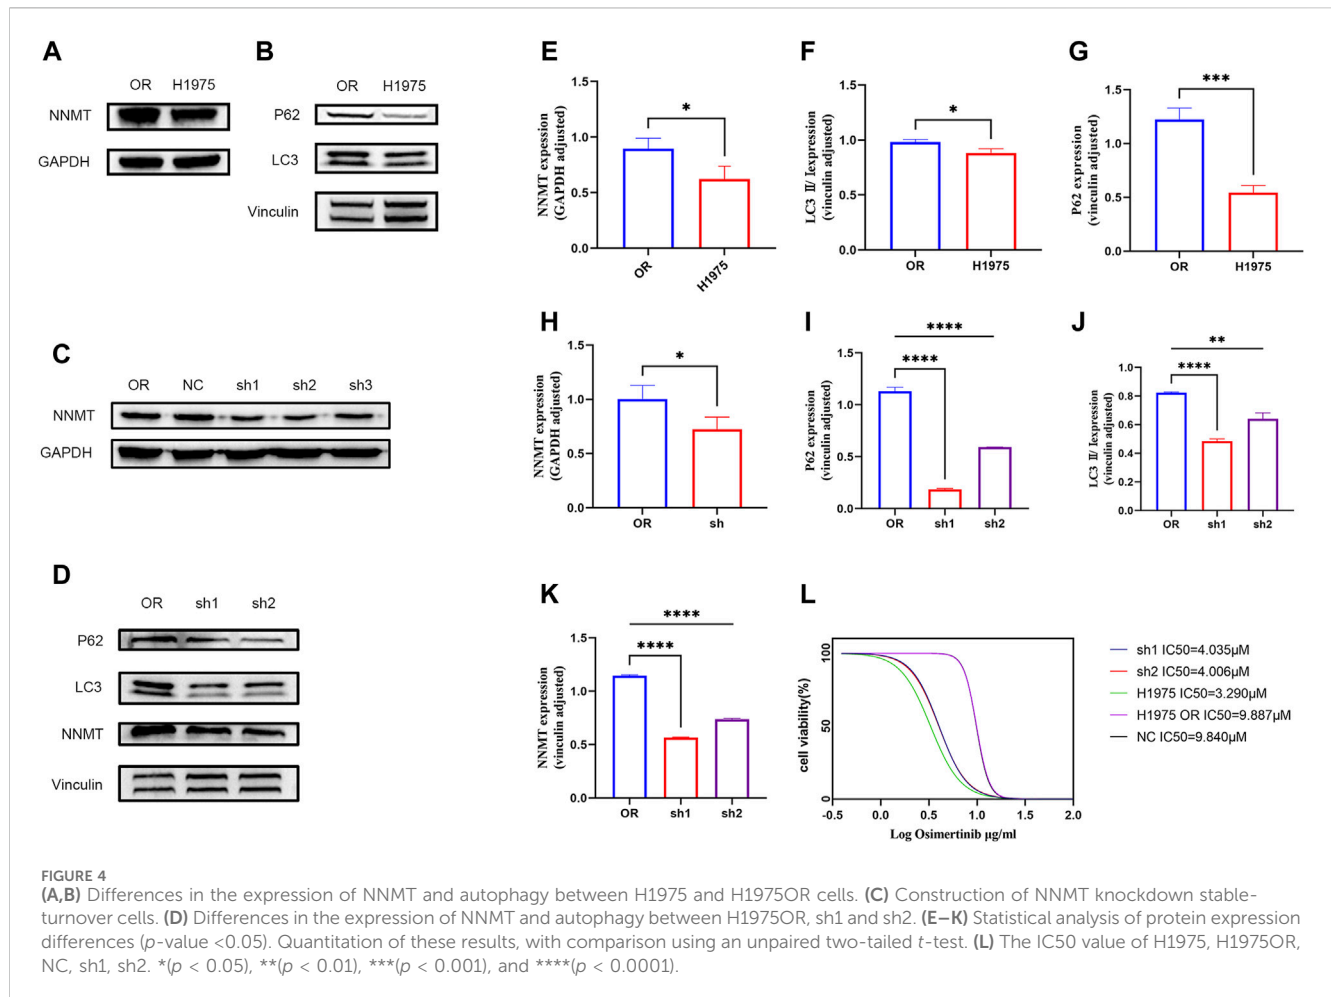 A
OR H1975
NNMT
GAPDH
B
OR H1975
P62
LC3
Vinculin
E
NNMT expession
(GAPDH adjusted)
1.5
1.0
0.5
0.0
*
OR
H1975
F
LC3 II/ Iexpression
(vinculin adjusted)
1.5
1.0
0.5
0.0
*
OR
H1975
G
P62 expression
(vinculin adjusted)
1.5
1.0
0.5
0.0
***
OR
H1975
C
OR NC sh1 sh2 sh3
NNMT
GAPDH
H
NNMT expression
(GAPDH adjusted)
1.5
1.0
0.5
0.0
*
OR
sh
I
P62 expression
(vinculin adjusted)
1.5
1.0
0.5
0.0
****
****
OR
sh1
sh2
J
LC3 II/ Iexpression
(vinculin adjusted)
1.0
0.8
0.6
0.4
0.2
0.0
**
****
OR
sh1
sh2
D
OR sh1 sh2
P62
LC3
NNMT
Vinculin
K
NNMT expression
(vinculin adjusted)
1.5
1.0
0.5
0.0
****
****
OR
sh1
sh2
L
cell viability(%)
100
50
0
-0.5 0.0 0.5 1.0 1.5 2.0
Log Osimertinib μg/ml
sh1 IC50=4.035μM
sh2 IC50=4.006μM
H1975 IC50=3.290μM
H1975 OR IC50=9.887μM
NC IC50=9.840μM
FIGURE 4
(A,B) Differences in the expression of NNMT and autophagy between H1975 and H1975OR cells. (C) Construction of NNMT knockdown stable-
turnover cells. (D) Differences in the expression of NNMT and autophagy between H1975OR, sh1 and sh2. (E–K) Statistical analysis of protein expression
differences (p-value <0.05). Quantitation of these results, with comparison using an unpaired two-tailed t-test. (L) The IC50 value of H1975, H1975OR,
NC, sh1, sh2. *(p < 0.05), **(p < 0.01), ***(p < 0.001), and ****(p < 0.0001).